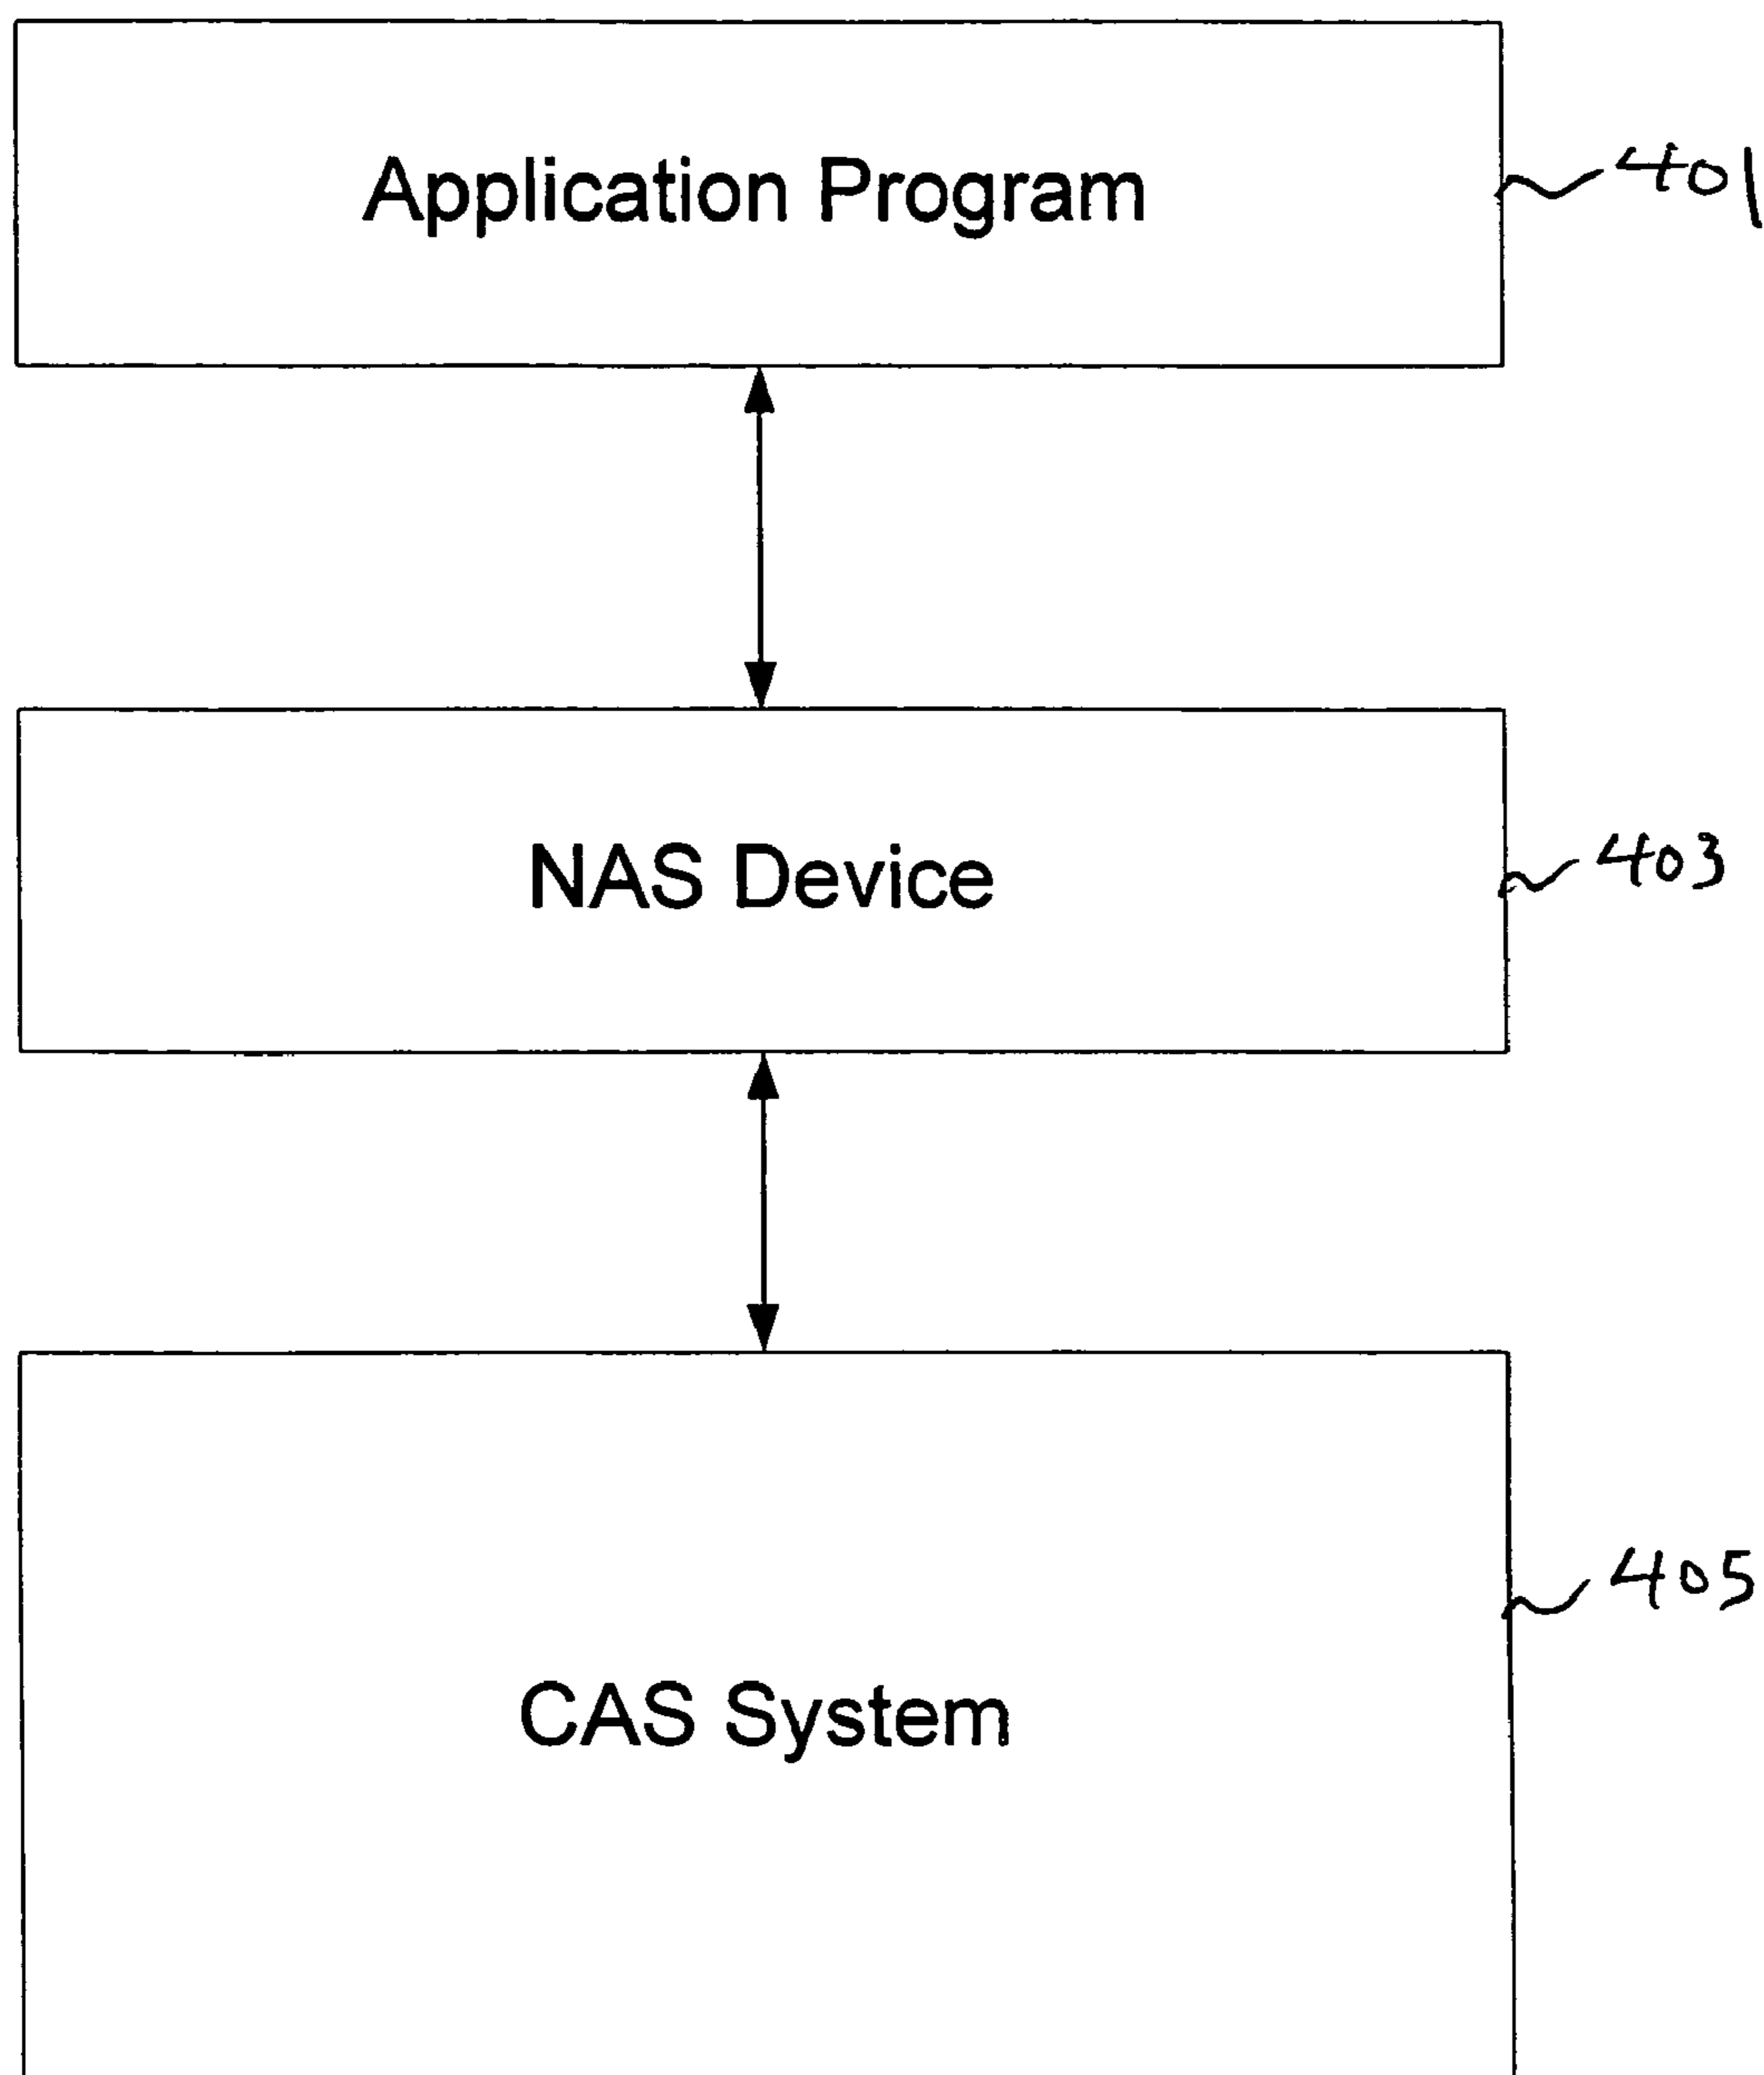 Application Program
401
NAS Device
403
CAS System
405